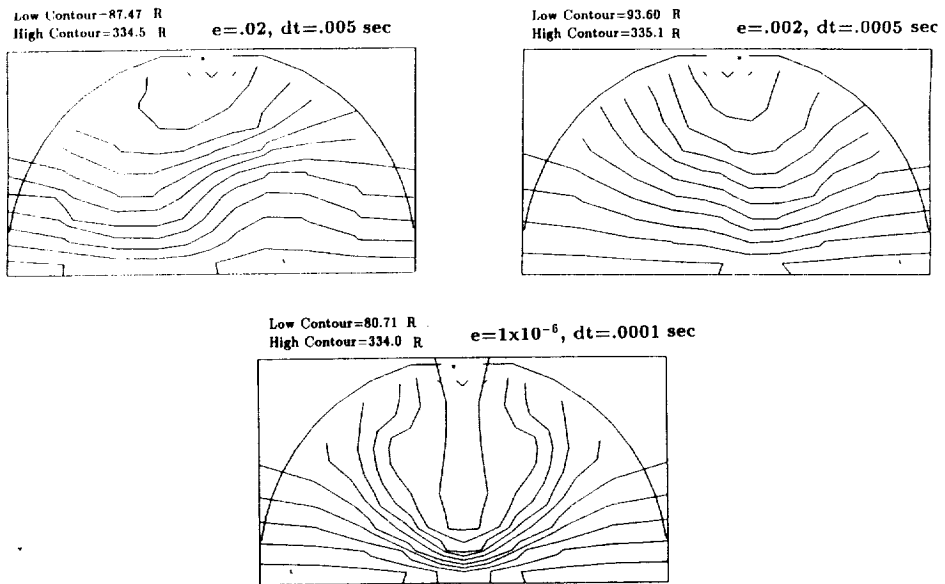 Low Contour=87.47 R
High Contour=334.5 R
e=.02, dt=.005 sec
Low Contour=93.60 R
High Contour=335.1 R
e=.002, dt=.0005 sec
Low Contour=80.71 R
High Contour=334.0 R
e=1x10⁻⁶, dt=.0001 sec